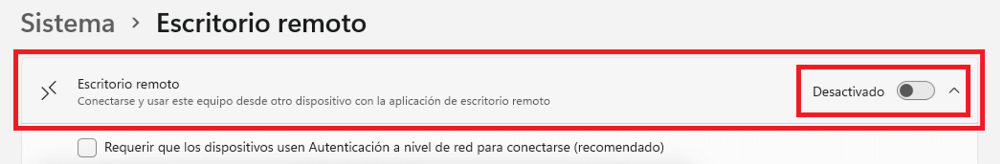 Sistema > Escritorio remoto
Escritorio remoto
Conectarse y usar este equipo desde otro dispositivo con la aplicación de escritorio remoto
Desactivado
Requerir que los dispositivos usen Autenticación a nivel de red para conectarse (recomendado)